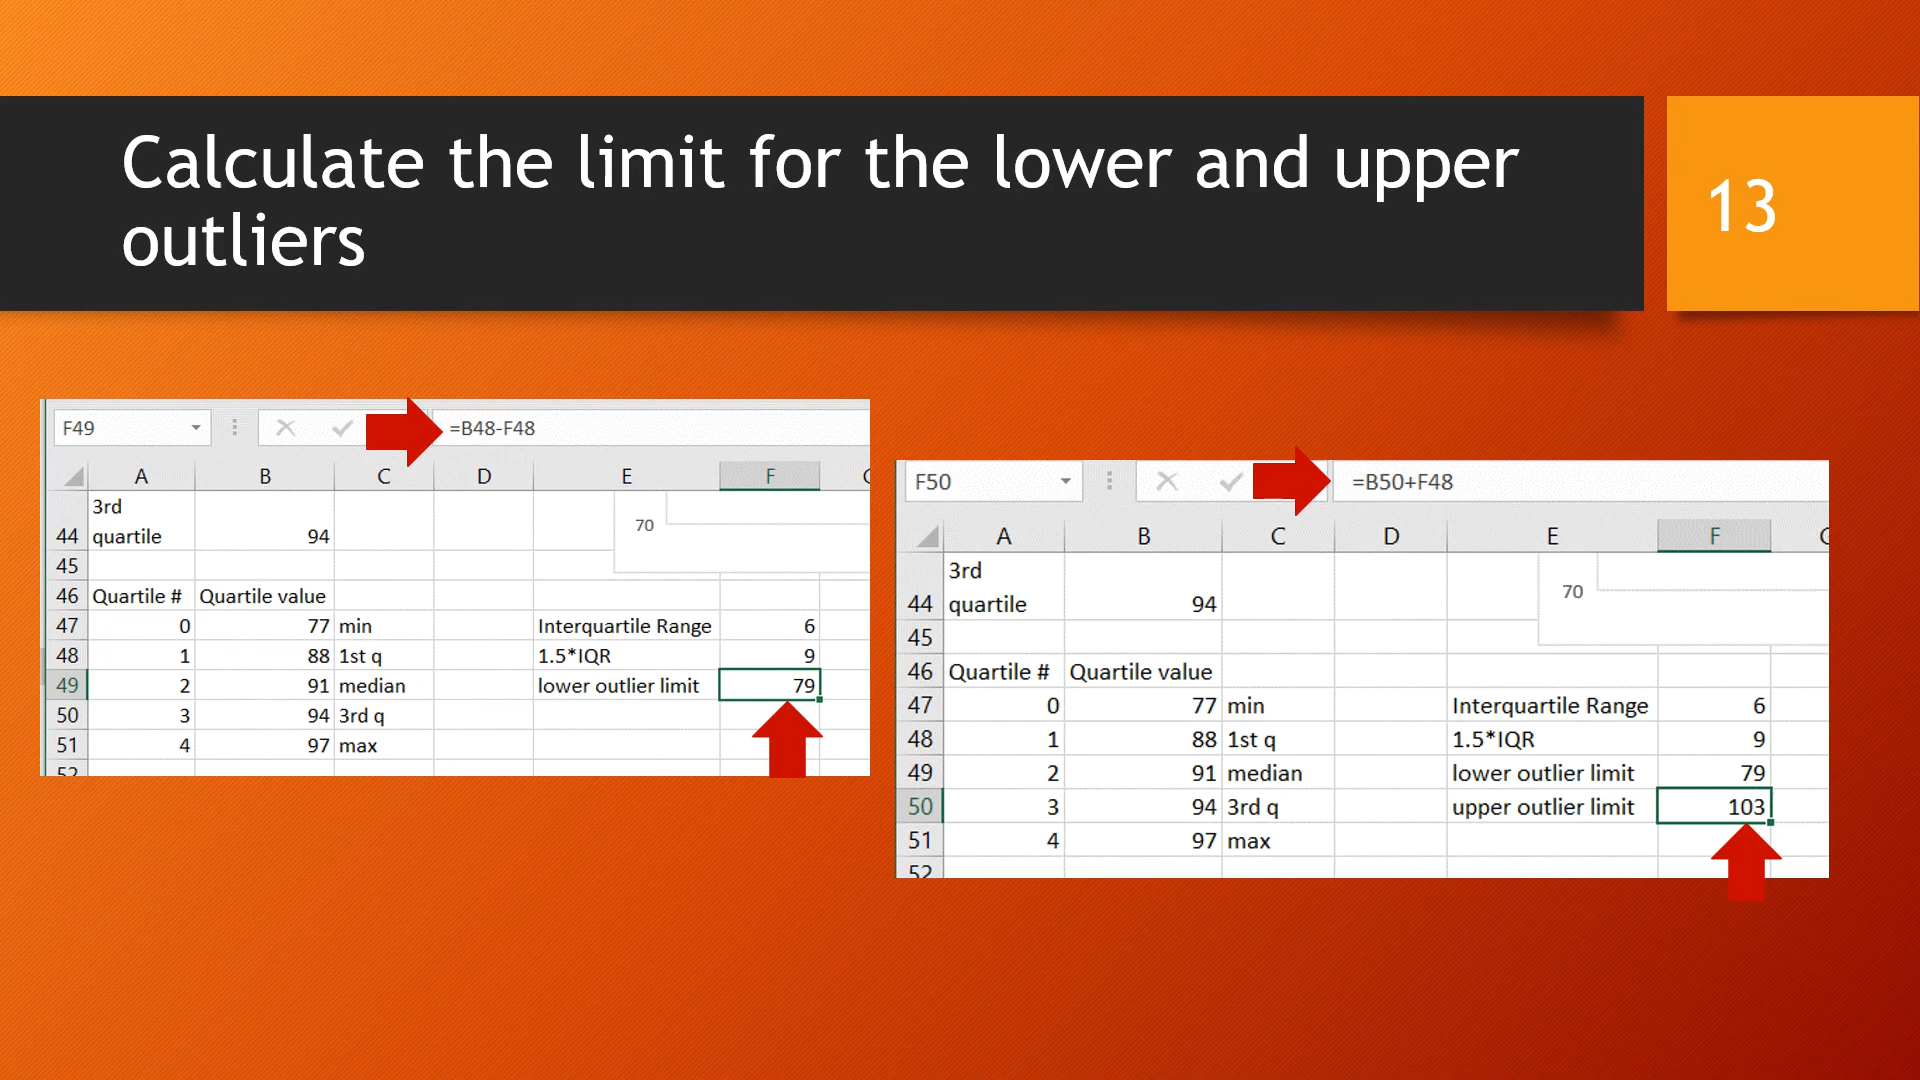 Calculate the limit for the lower and upper
outliers
13
F49 =B48-F48
A B C D E F
3rd
44 quartile 94 70
45
46 Quartile # Quartile value
47 0 77 min Interquartile Range 6
48 1 88 1st q 1.5*IQR 9
49 2 91 median lower outlier limit 79
50 3 94 3rd q
51 4 97 max
52
F50 =B50+F48
A B C D E F
3rd
44 quartile 94 70
45
46 Quartile # Quartile value
47 0 77 min Interquartile Range 6
48 1 88 1st q 1.5*IQR 9
49 2 91 median lower outlier limit 79
50 3 94 3rd q upper outlier limit 103
51 4 97 max
52